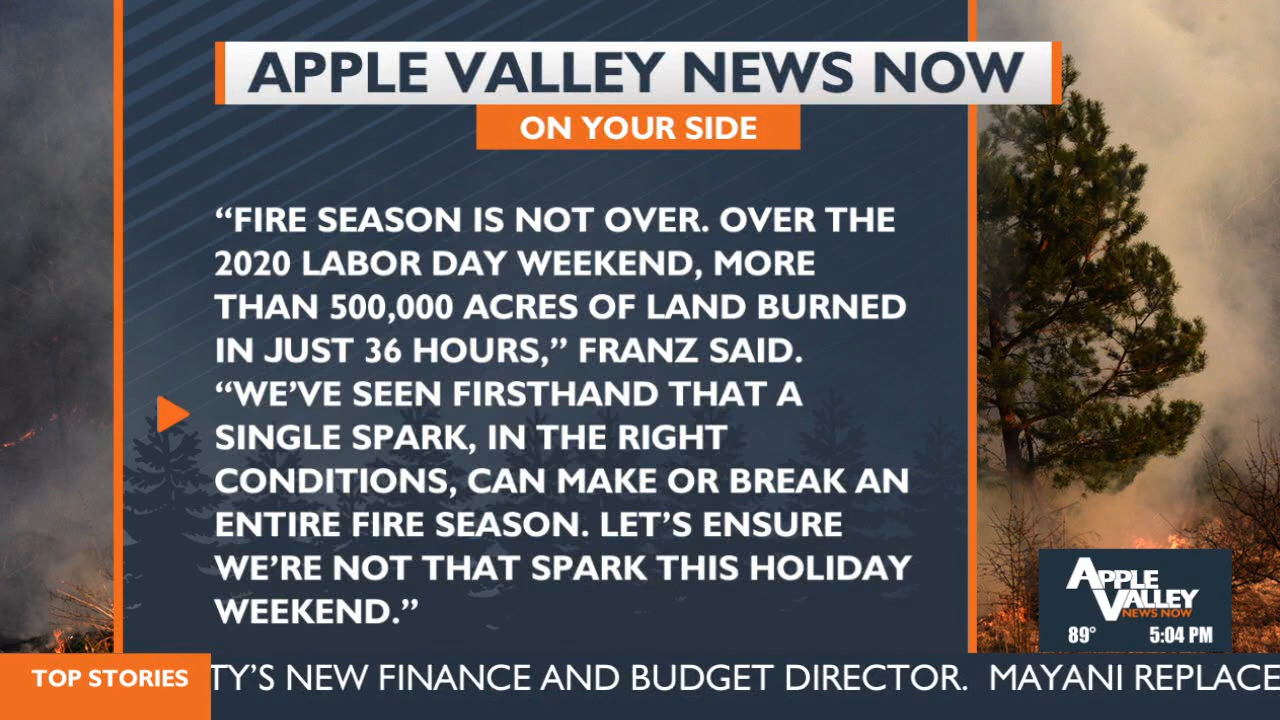 APPLE VALLEY NEWS NOW
ON YOUR SIDE
“FIRE SEASON IS NOT OVER. OVER THE
2020 LABOR DAY WEEKEND, MORE
THAN 500,000 ACRES OF LAND BURNED
IN JUST 36 HOURS,” FRANZ SAID.
“WE’VE SEEN FIRSTHAND THAT A
SINGLE SPARK, IN THE RIGHT
CONDITIONS, CAN MAKE OR BREAK AN
ENTIRE FIRE SEASON. LET’S ENSURE
WE’RE NOT THAT SPARK THIS HOLIDAY
WEEKEND.”
APPLE
VALLEY
NEWS NOW
89° 5:04 PM
TOP STORIES TY’S NEW FINANCE AND BUDGET DIRECTOR. MAYANI REPLACE